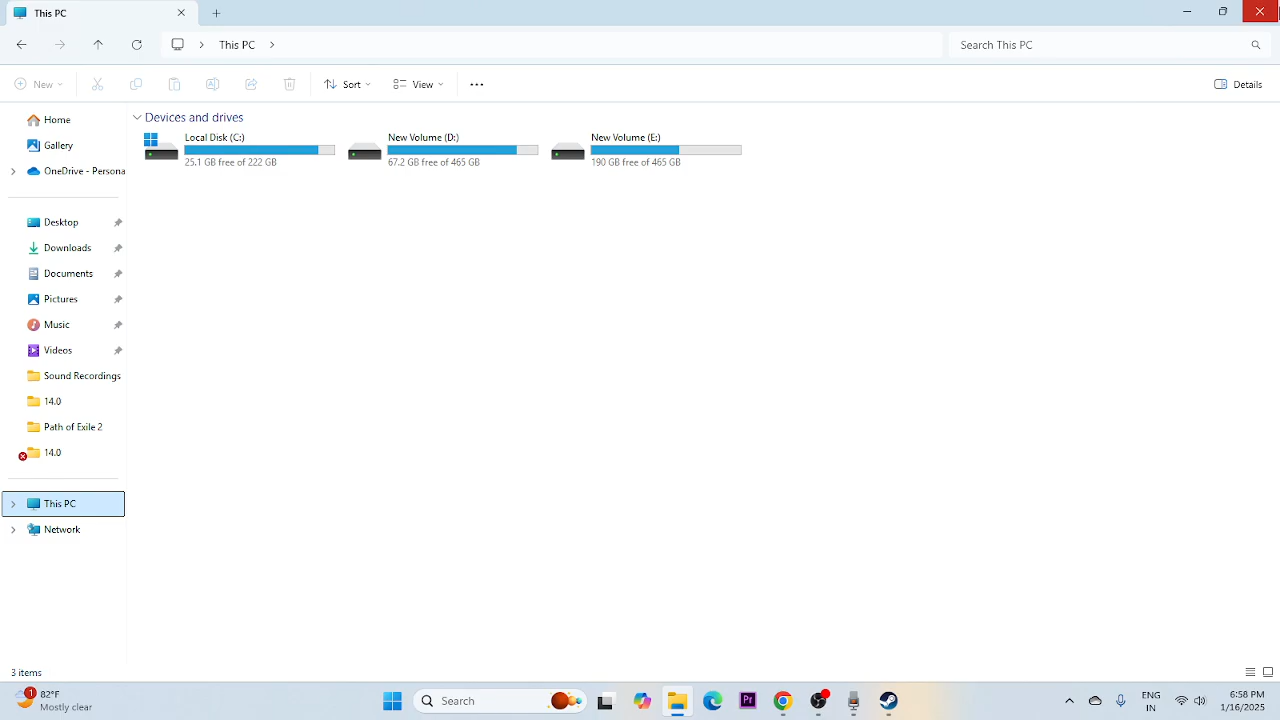 This PC
This PC
Search This PC
New
Sort
View
Details
Home
Gallery
OneDrive - Persona
Desktop
Downloads
Documents
Pictures
Music
Videos
Sound Recordings
14.0
Path of Exile 2
14.0
This PC
Network
Devices and drives
Local Disk (C:)
25.1 GB free of 222 GB
New Volume (D:)
67.2 GB free of 465 GB
New Volume (E:)
190 GB free of 465 GB
3 items
1
82°F
Mostly clear
Search
Pr
ENG
IN
6:58 PM
1/16/2025